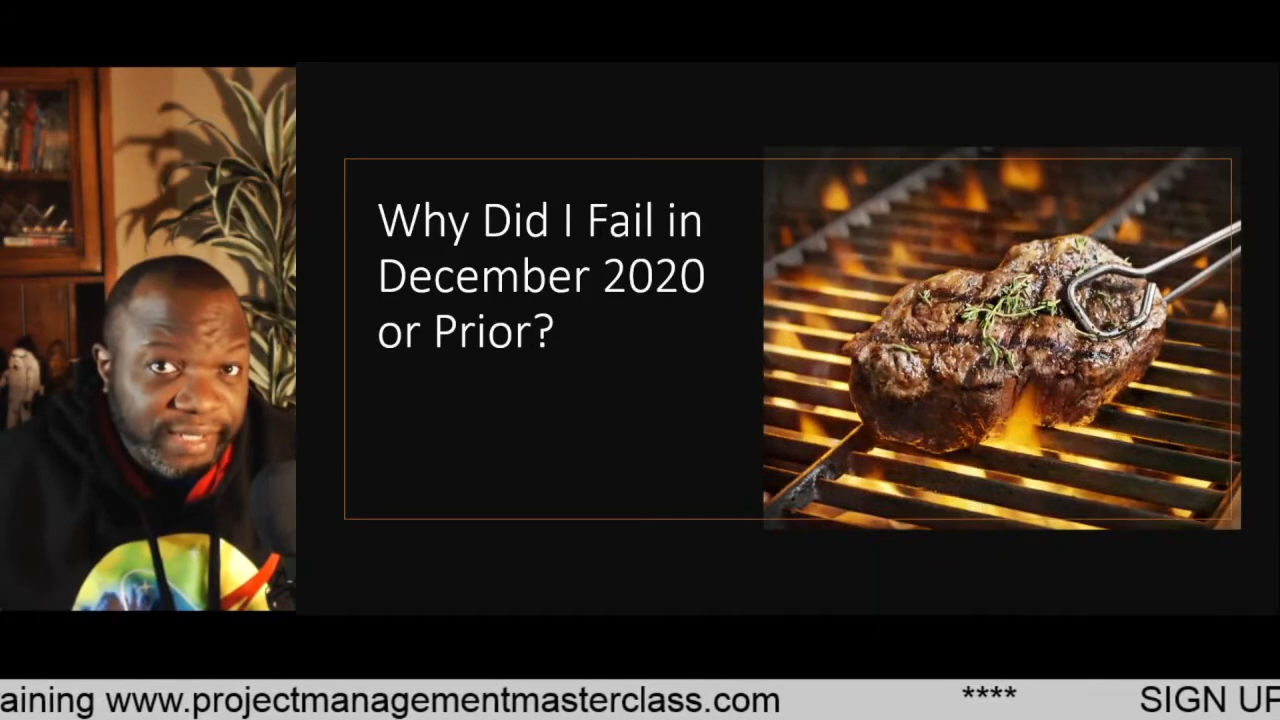 Why Did I Fail in
December 2020
or Prior?
aining www.projectmanagementmasterclass.com **** SIGN UP